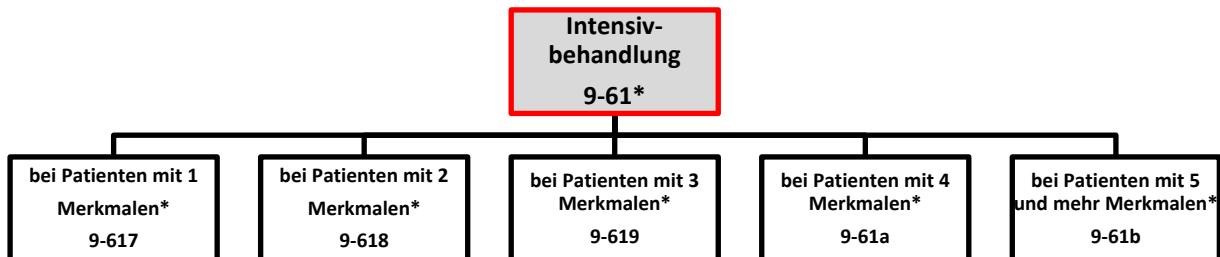 Intensiv-
behandlung
9-61*
bei Patienten mit 1
Merkmalen*
9-617
bei Patienten mit 2
Merkmalen*
9-618
bei Patienten mit 3
Merkmalen*
9-619
bei Patienten mit 4
Merkmalen*
9-61a
bei Patienten mit 5
und mehr Merkmalen*
9-61b